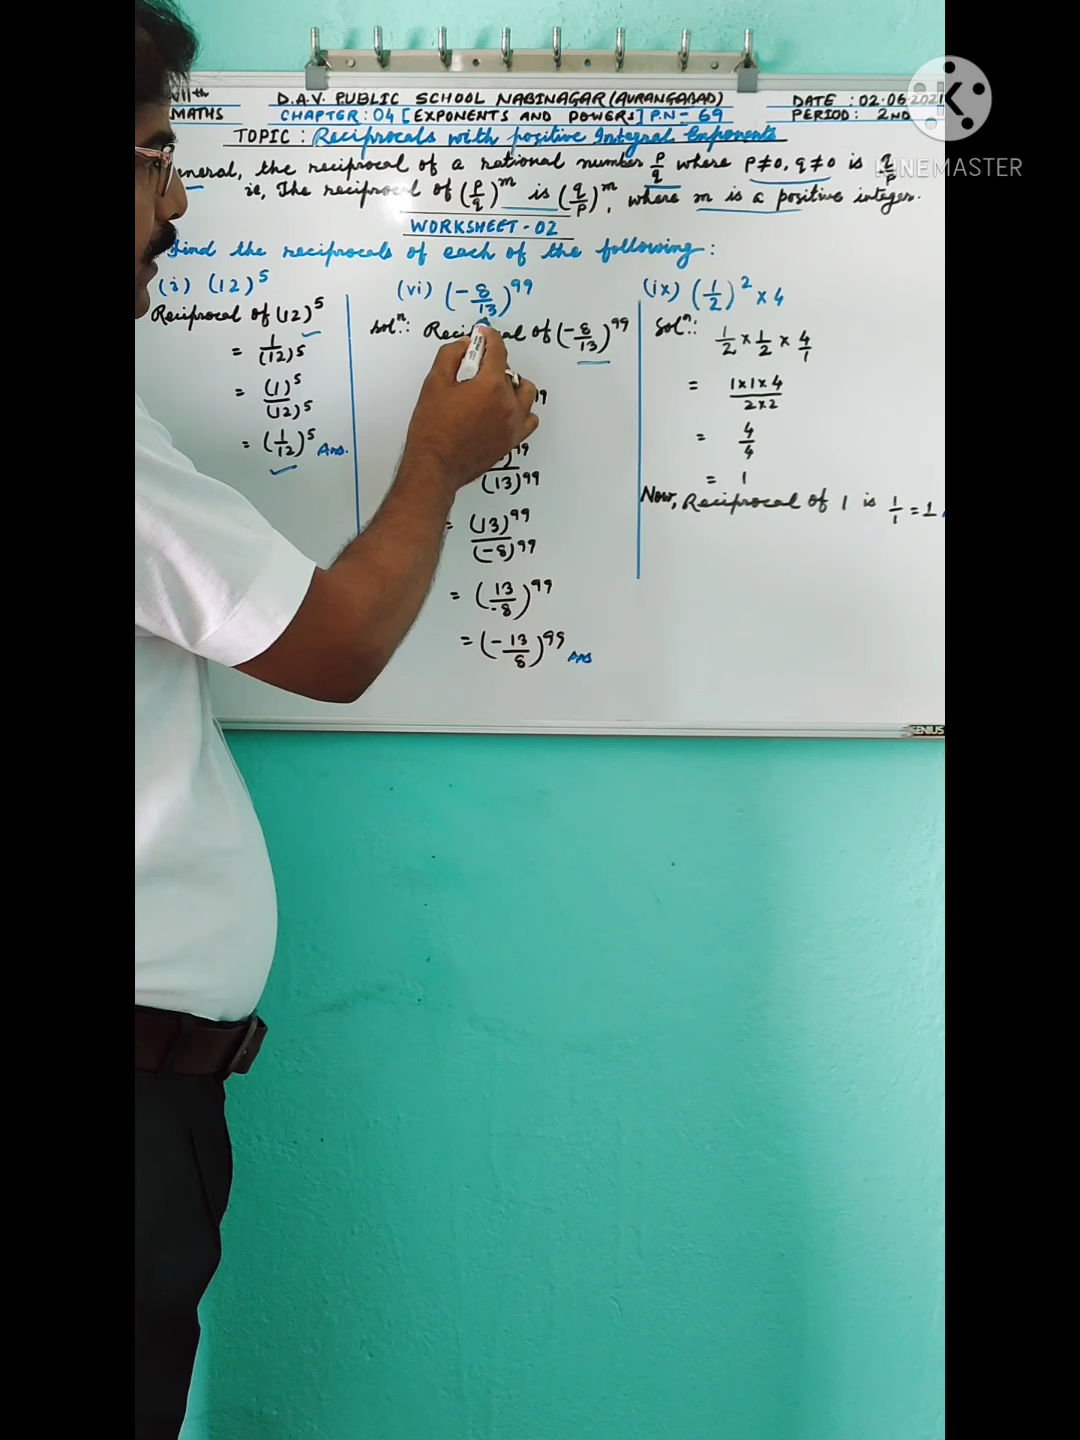 VIIth D.A.V. PUBLIC SCHOOL NABINAGAR (AURANGABAD) DATE : 02.06.2021
MATHS CHAPTER : 04 [EXPONENTS AND POWERS] P.N - 69 PERIOD : 2ND
TOPIC : Reciprocals with positive Integral Exponents
eneral, the reciprocal of a rational number p/q where p≠0, q≠0 is q/p
ie, The reciprocal of (p/q)^m is (q/p)^m, where m is a positive integer.
WORKSHEET - 02
Find the reciprocals of each of the following :
(i) (12)^5
Reciprocal of (12)^5
= 1/(12)^5
= (1)^5/(12)^5
= (1/12)^5 Ans.
(vi) (-8/13)^99
Solⁿ: Reciprocal of (-8/13)^99
(13)^99
= (13)^99/(-8)^99
= (13/-8)^99
= (-13/8)^99 Ans
(ix) (1/2)^2 × 4
Solⁿ: 1/2 × 1/2 × 4/1
= 1×1×4/2×2
= 4/4
= 1
Now, Reciprocal of 1 is 1/1 = 1
GENIUS
KINEMASTER